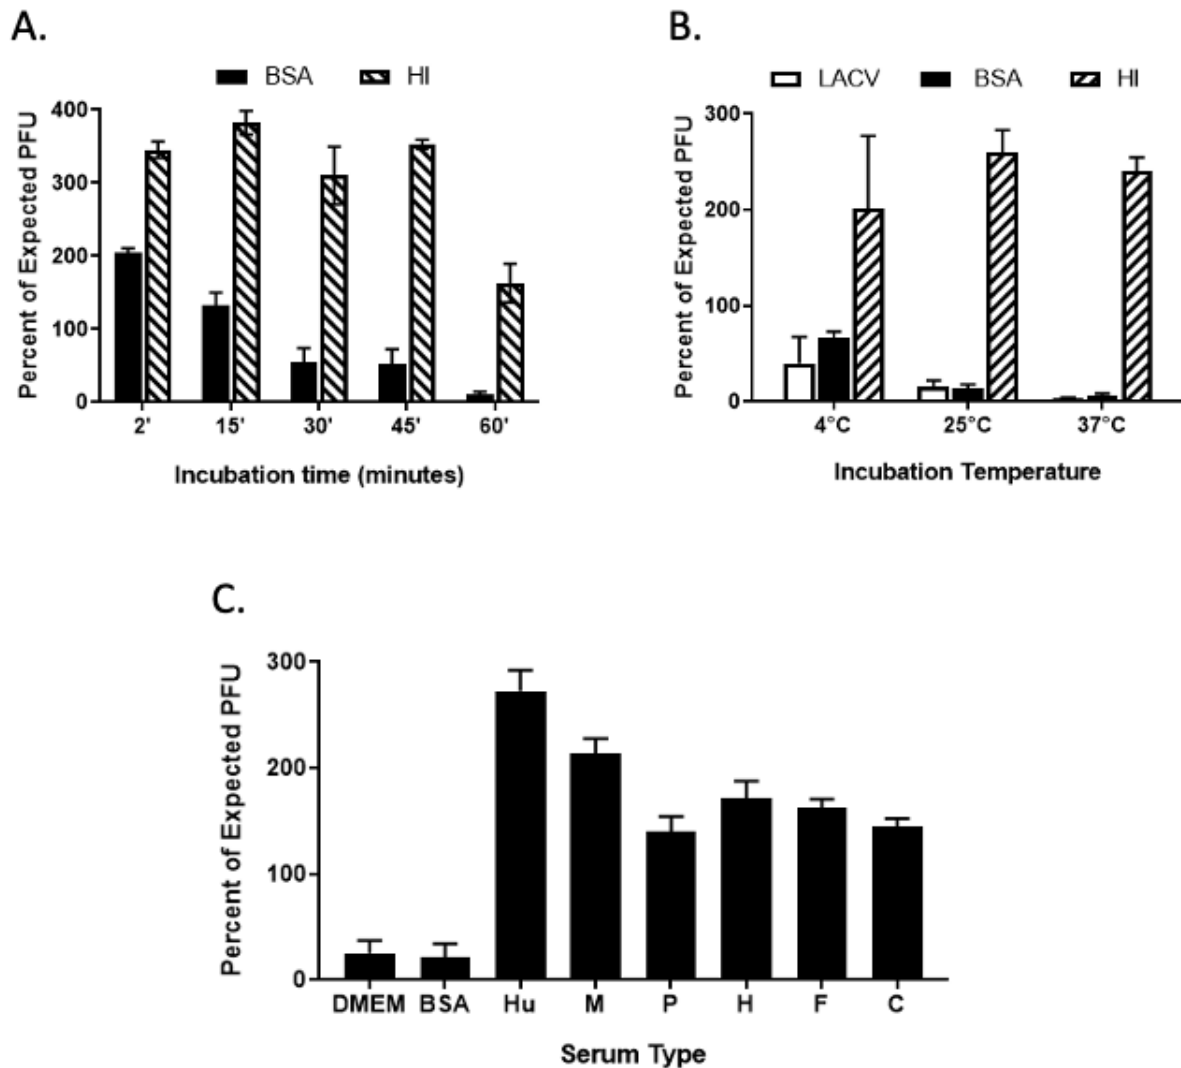 A.
BSA HI
Percent of Expected PFU
400
300
200
100
0
2' 15' 30' 45' 60'
Incubation time (minutes)
B.
LACV BSA HI
Percent of Expected PFU
300
200
100
0
4°C 25°C 37°C
Incubation Temperature
C.
Percent of Expected PFU
300
200
100
0
DMEM BSA Hu M P H F C
Serum Type